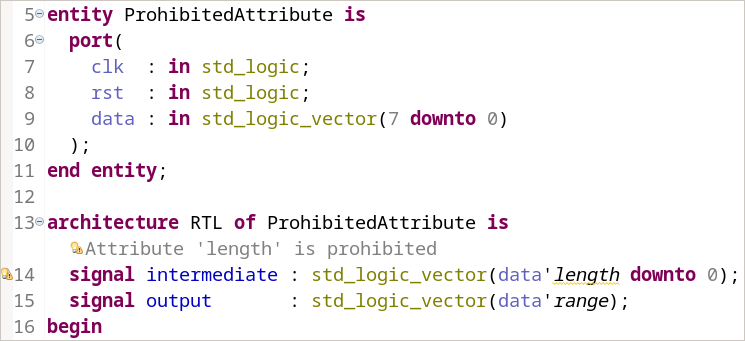 5 entity ProhibitedAttribute is
6   port(
7     clk  : in std_logic;
8     rst  : in std_logic;
9     data : in std_logic_vector(7 downto 0)
10   );
11 end entity;
12
13 architecture RTL of ProhibitedAttribute is
Attribute 'length' is prohibited
14   signal intermediate : std_logic_vector(data'length downto 0);
15   signal output       : std_logic_vector(data'range);
16 begin